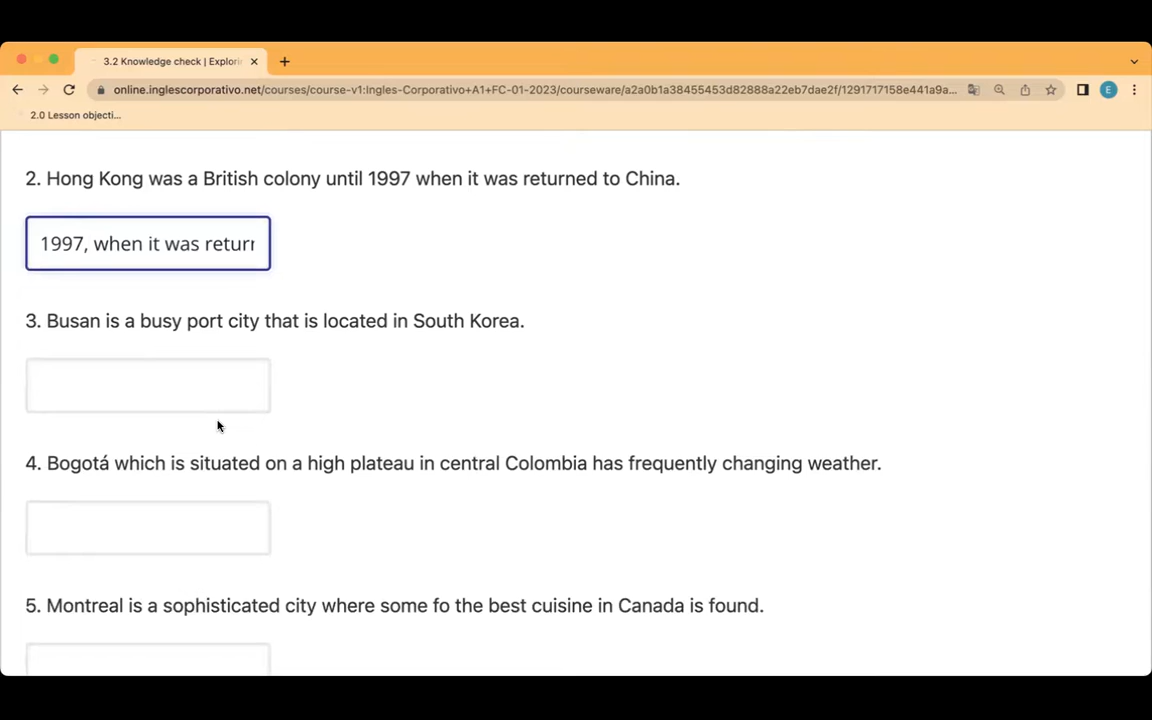 3.2 Knowledge check | Explori
online.inglescorporativo.net/courses/course-v1:Ingles-Corporativo+A1+FC-01-2023/courseware/a2a0b1a38455453d82888a22eb7dae2f/1291717158e441a9a...
E
2.0 Lesson objecti...
2. Hong Kong was a British colony until 1997 when it was returned to China.
1997, when it was returr
3. Busan is a busy port city that is located in South Korea.
4. Bogotá which is situated on a high plateau in central Colombia has frequently changing weather.
5. Montreal is a sophisticated city where some fo the best cuisine in Canada is found.